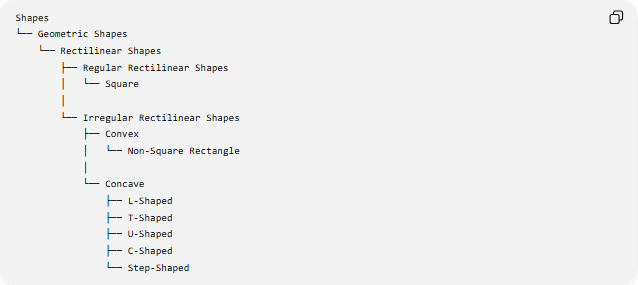 Shapes
└── Geometric Shapes
    └── Rectilinear Shapes
        ├── Regular Rectilinear Shapes
        │   └── Square
        │
        └── Irregular Rectilinear Shapes
            ├── Convex
            │   └── Non-Square Rectangle
            │
            └── Concave
                ├── L-Shaped
                ├── T-Shaped
                ├── U-Shaped
                ├── C-Shaped
                └── Step-Shaped